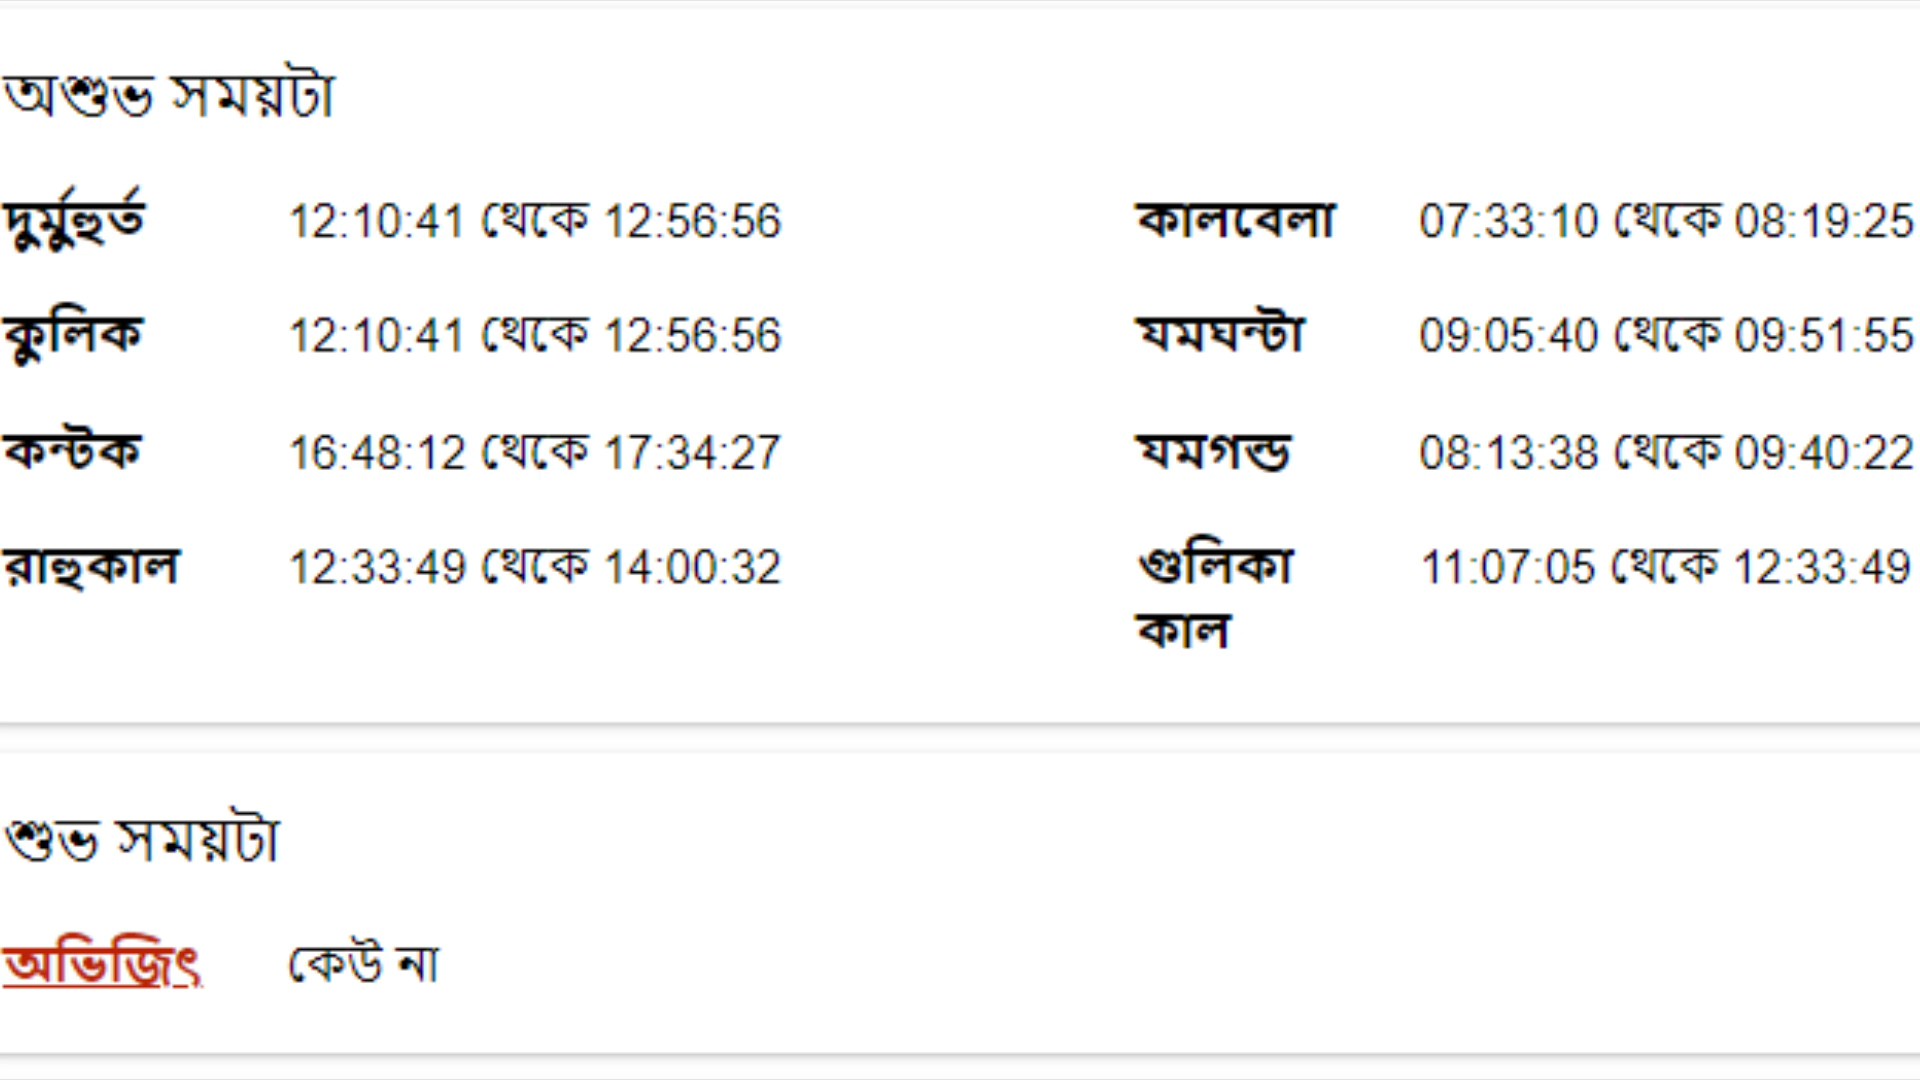 অশুভ সময়টা
দুর্মুহুর্ত 12:10:41 থেকে 12:56:56 কালবেলা 07:33:10 থেকে 08:19:25
কুলিক 12:10:41 থেকে 12:56:56 যমঘন্টা 09:05:40 থেকে 09:51:55
কন্টক 16:48:12 থেকে 17:34:27 যমগন্ড 08:13:38 থেকে 09:40:22
রাহুকাল 12:33:49 থেকে 14:00:32 গুলিকা 11:07:05 থেকে 12:33:49
কাল
শুভ সময়টা
অভিজিৎ কেউ না